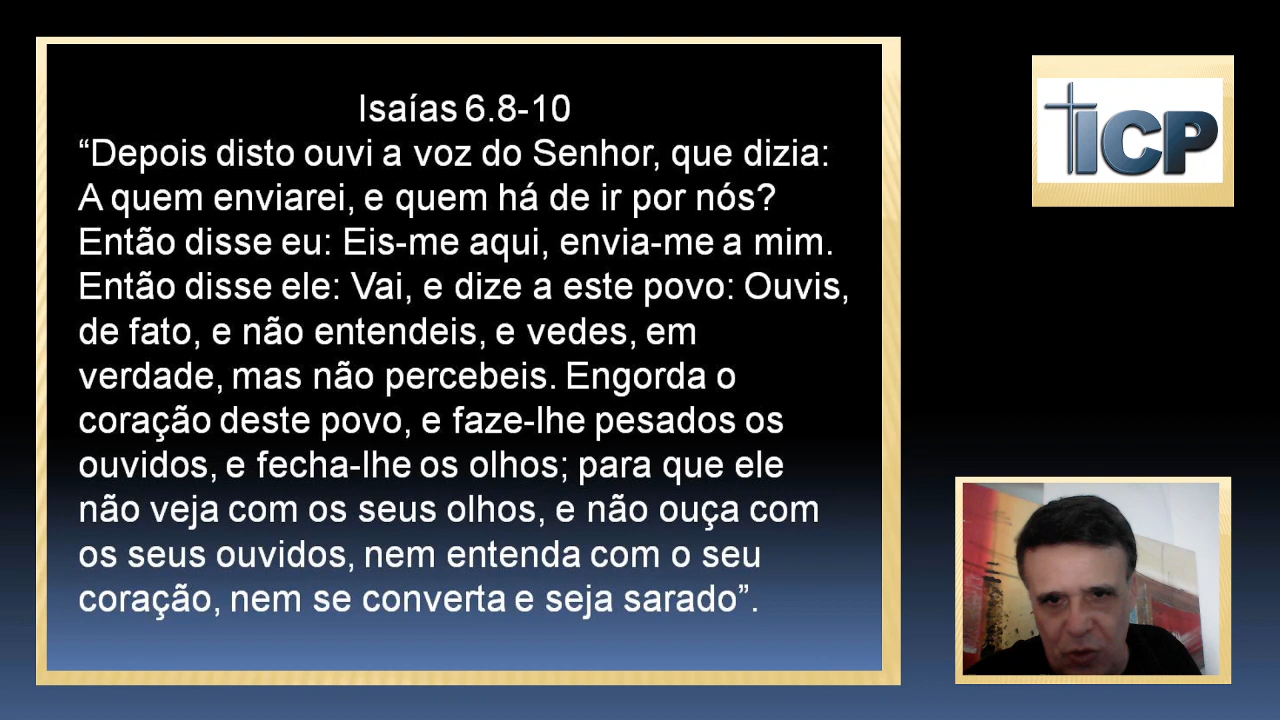 Isaías 6.8-10
“Depois disto ouvi a voz do Senhor, que dizia:
A quem enviarei, e quem há de ir por nós?
Então disse eu: Eis-me aqui, envia-me a mim.
Então disse ele: Vai, e dize a este povo: Ouvis,
de fato, e não entendeis, e vedes, em
verdade, mas não percebeis. Engorda o
coração deste povo, e faze-lhe pesados os
ouvidos, e fecha-lhe os olhos; para que ele
não veja com os seus olhos, e não ouça com
os seus ouvidos, nem entenda com o seu
coração, nem se converta e seja sarado”.
ICP